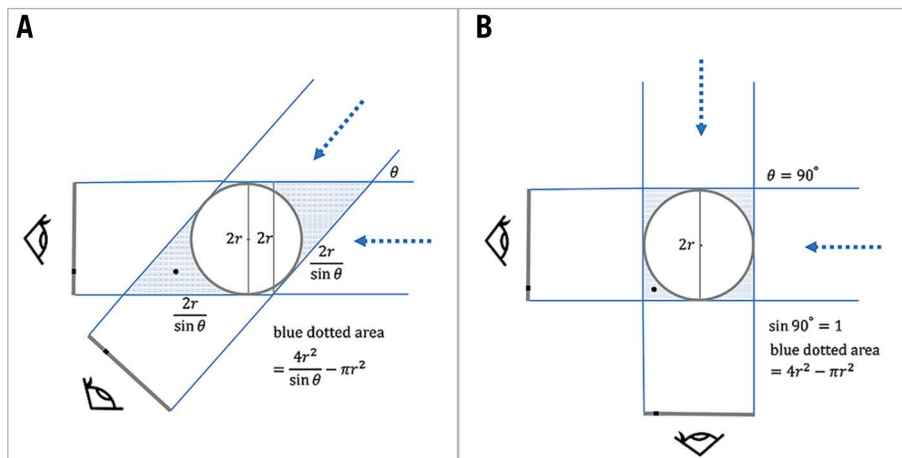 A
θ
2r
2r
2r/sin θ
2r/sin θ
blue dotted area
= 4r²/sin θ − πr²
B
θ = 90°
2r
sin 90° = 1
blue dotted area
= 4r² − πr²